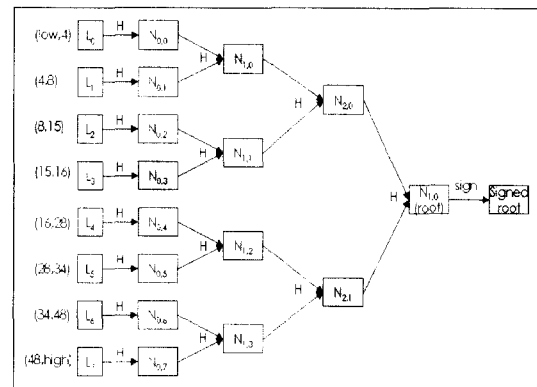 (low,4) L0 H N0,0
H N1,0
(4,8) L1 H N0,1
H N2,0
(8,15) L2 H N0,2
H N1,1
(15,16) L3 H N0,3
H N1,0 (root) sign Signed root
(16,28) L4 H N0,4
H N1,2
(28,34) L5 H N0,5
H N2,1
(34,48) L6 H N0,6
H N1,3
(48,high) H N0,7